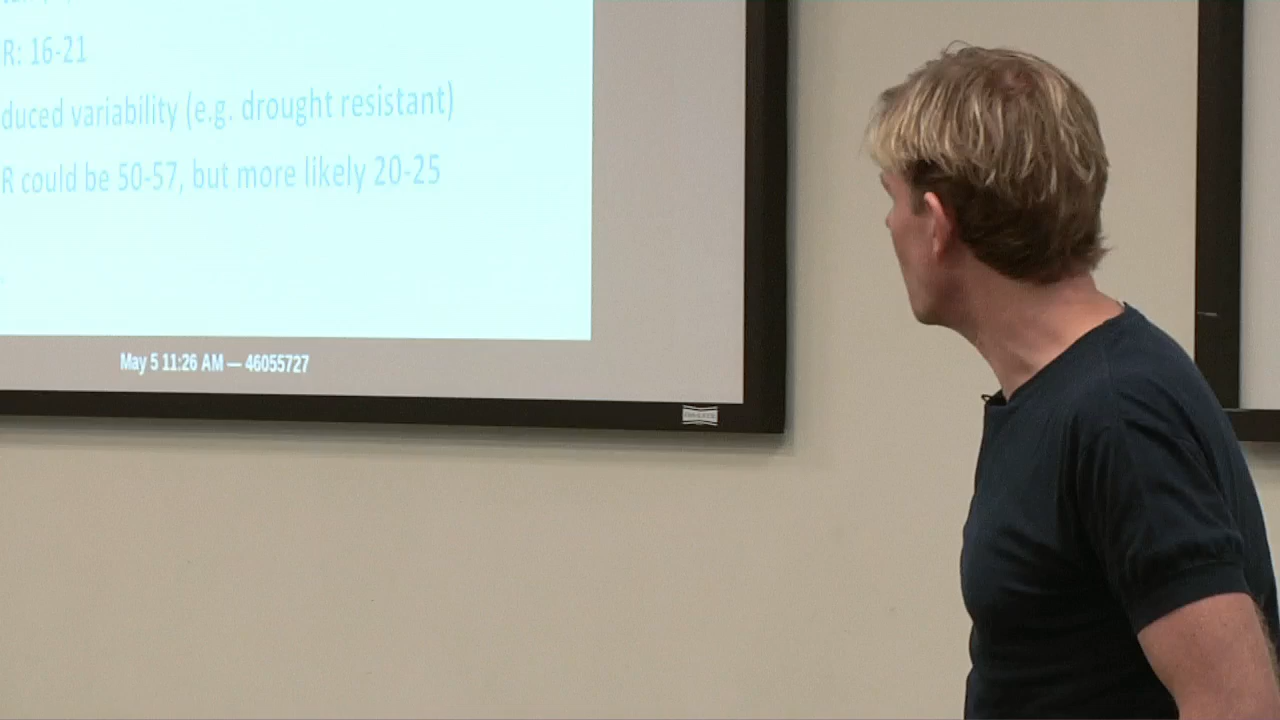 R: 16-21
duced variability (e.g. drought resistant)
R could be 50-57, but more likely 20-25
May 5 11:26 AM — 46055727